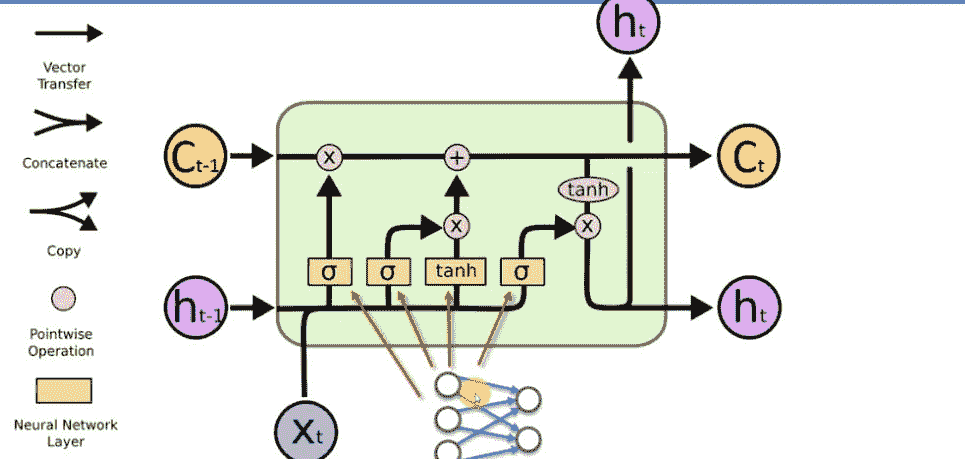 Vector
Transfer
Concatenate
Copy
Pointwise
Operation
Neural Network
Layer
hₜ
Cₜ₋₁
x
+
Cₜ
tanh
x
x
σ
σ
tanh
σ
hₜ₋₁
hₜ
Xₜ